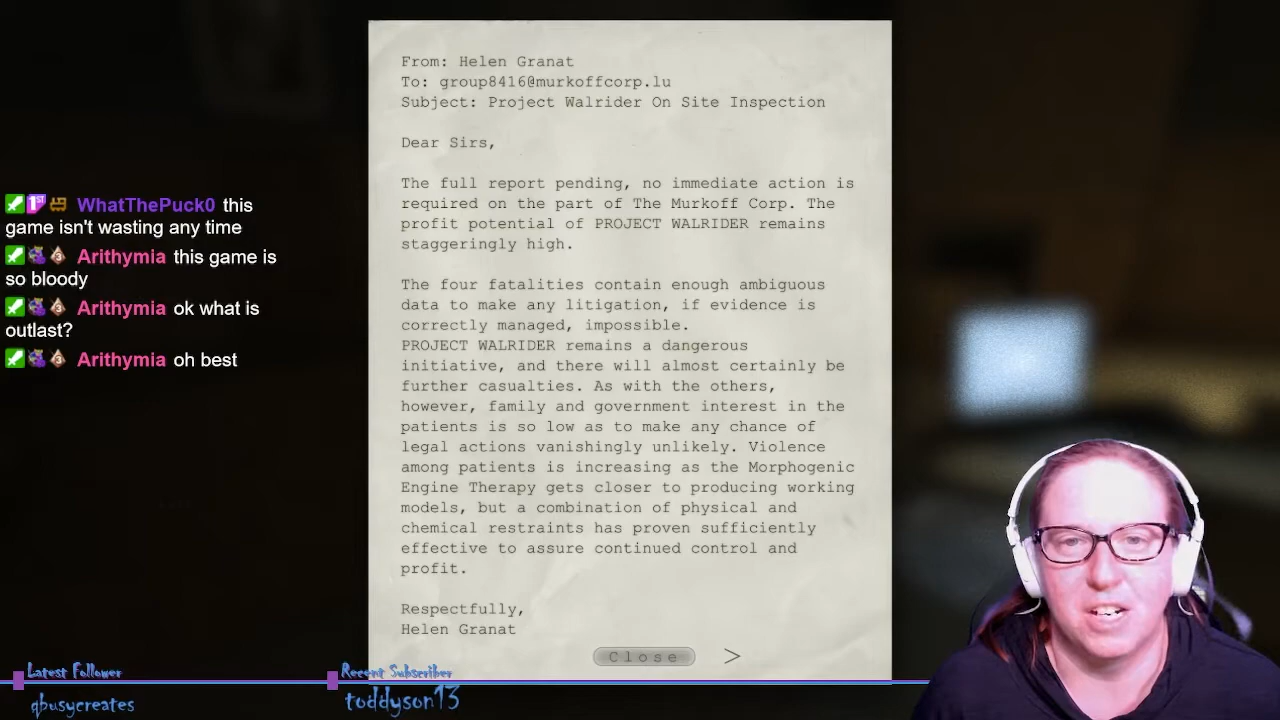 From: Helen Granat
To: group8416@murkoffcorp.lu
Subject: Project Walrider On Site Inspection
Dear Sirs,
The full report pending, no immediate action is
required on the part of The Murkoff Corp. The
profit potential of PROJECT WALRIDER remains
staggeringly high.
The four fatalities contain enough ambiguous
data to make any litigation, if evidence is
correctly managed, impossible.
PROJECT WALRIDER remains a dangerous
initiative, and there will almost certainly be
further casualties. As with the others,
however, family and government interest in the
patients is so low as to make any chance of
legal actions vanishingly unlikely. Violence
among patients is increasing as the Morphogenic
Engine Therapy gets closer to producing working
models, but a combination of physical and
chemical restraints has proven sufficiently
effective to assure continued control and
profit.
Respectfully,
Helen Granat
Close >
1ST WhatThePuck0 this
game isn't wasting any time
3 Arithymia this game is
so bloody
3 Arithymia ok what is
outlast?
3 Arithymia oh best
Latest Follower
qbusycreates
Recent Subscriber
toddyson13